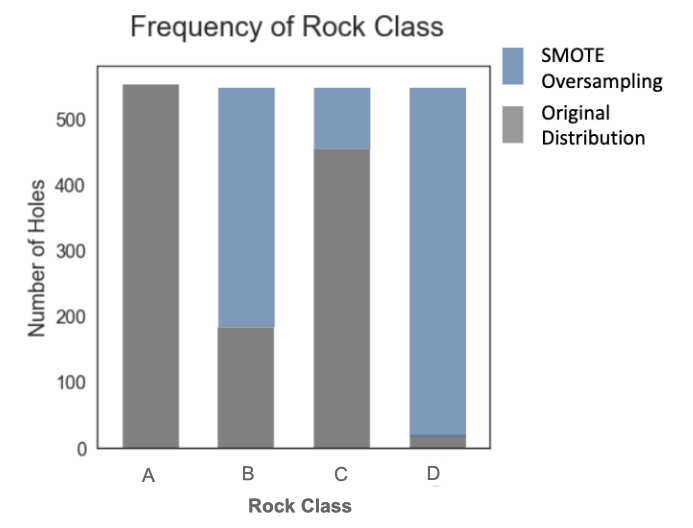 Frequency of Rock Class
SMOTE
Oversampling
Original
Distribution
Number of Holes
500
400
300
200
100
0
A B C D
Rock Class